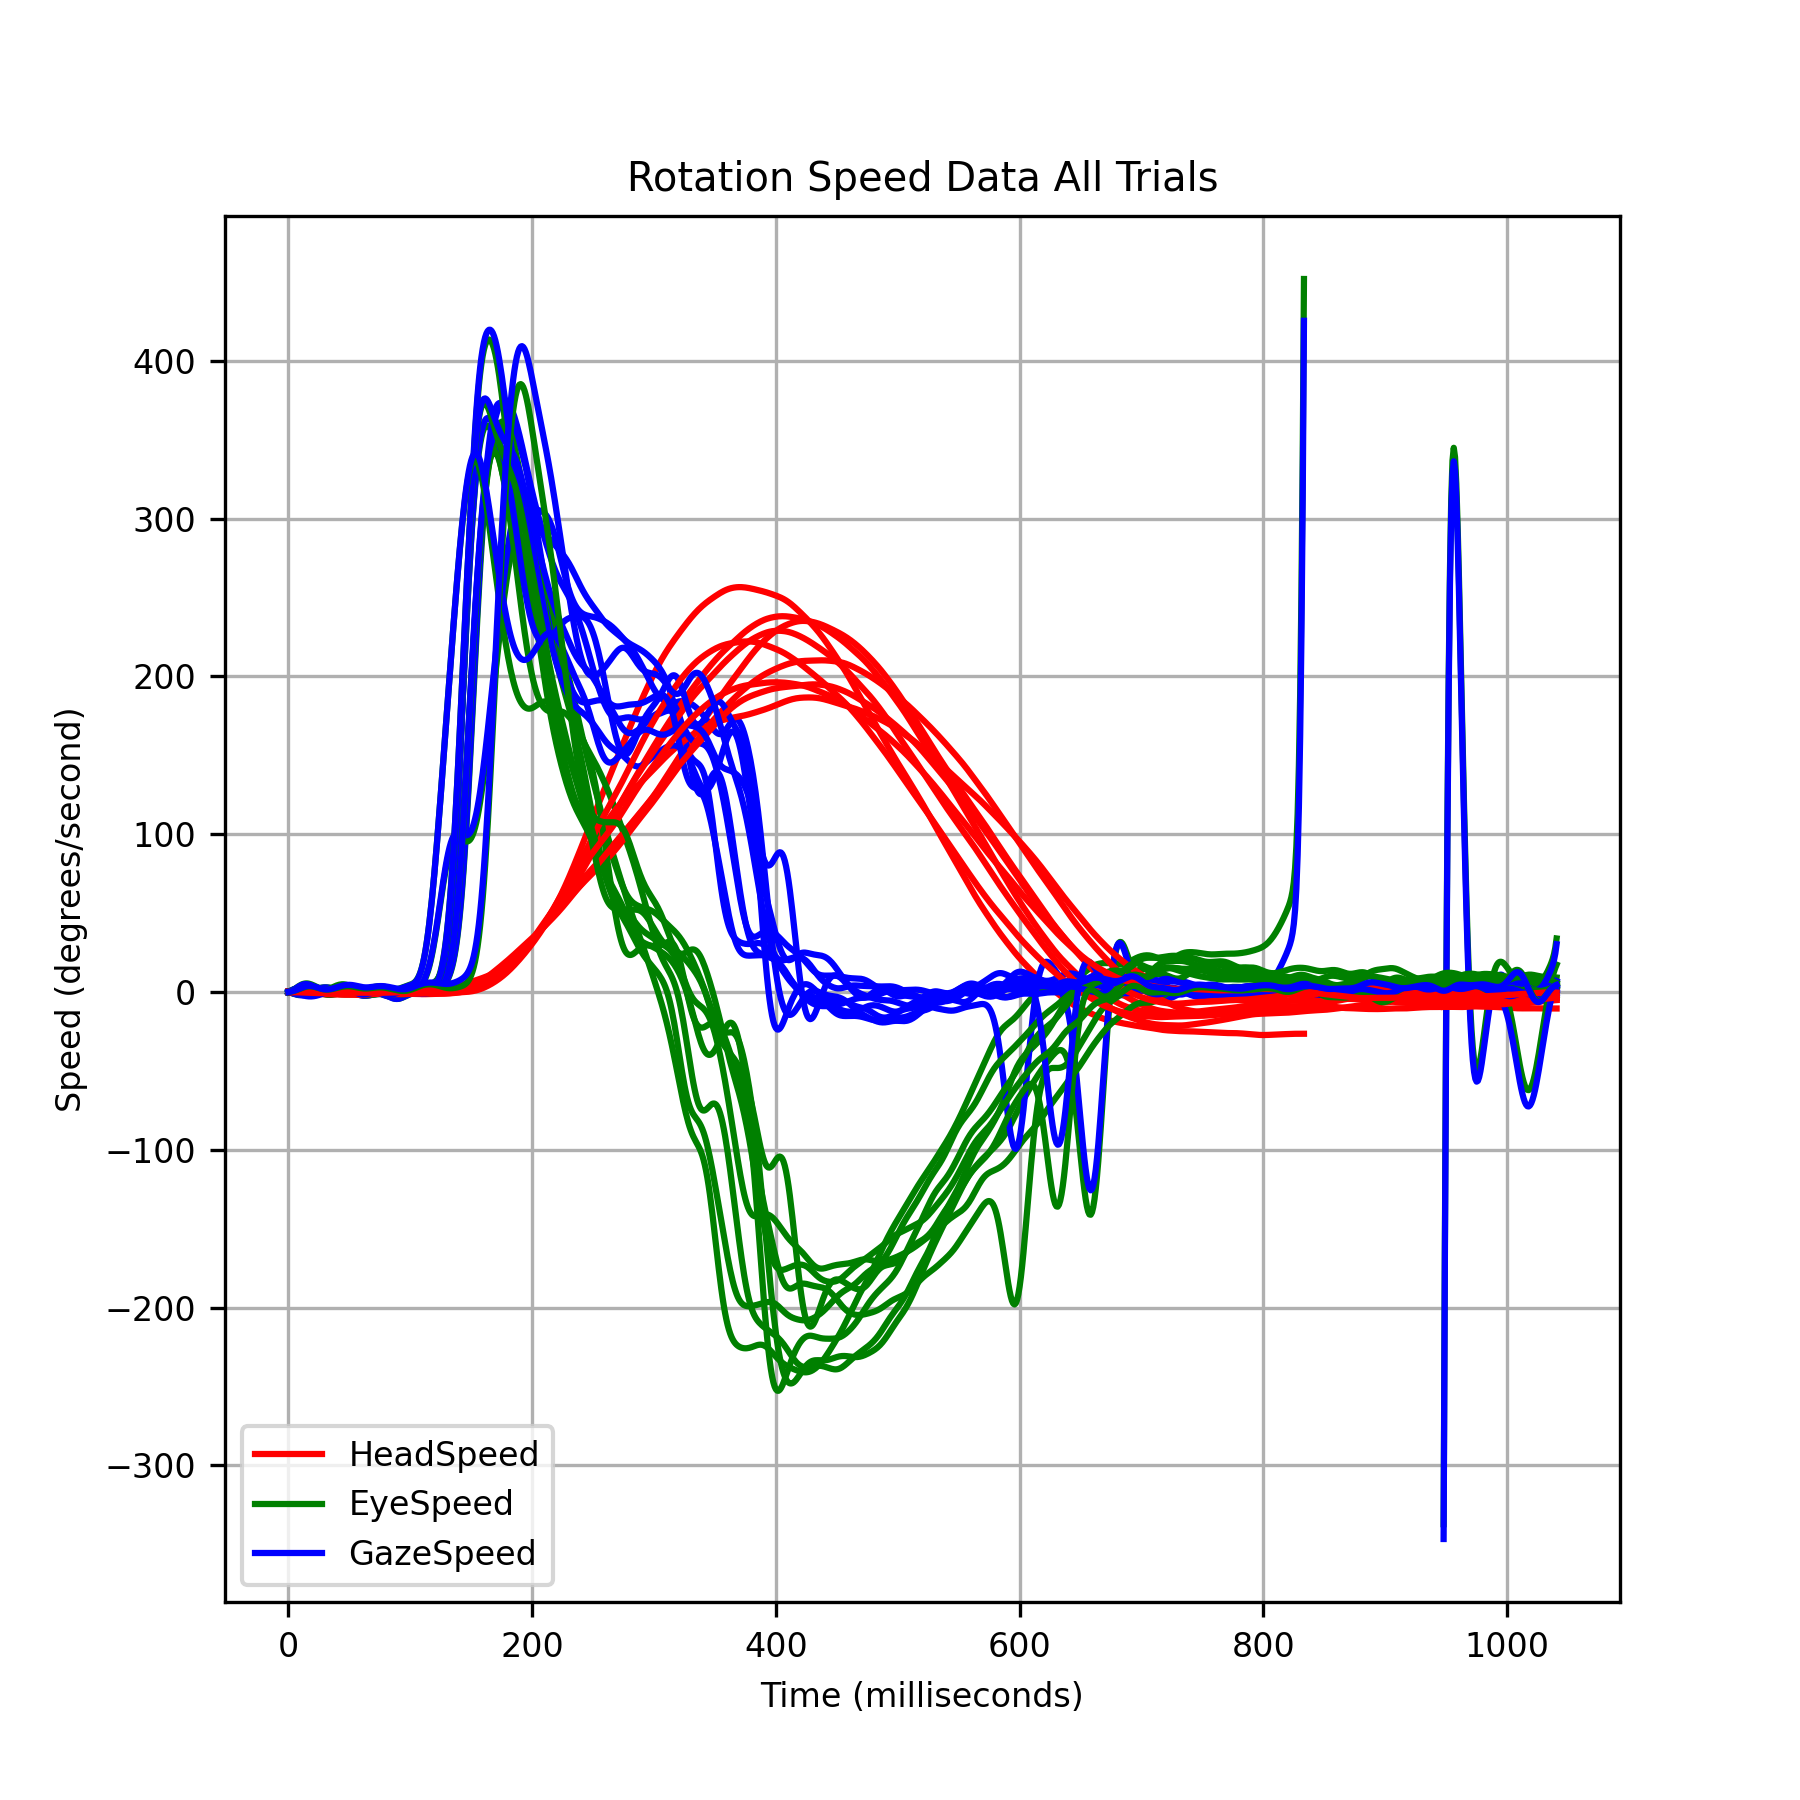 Rotation Speed Data All Trials
Speed (degrees/second)
400
300
200
100
0
−100
−200
−300
HeadSpeed
EyeSpeed
GazeSpeed
0 200 400 600 800 1000
Time (milliseconds)